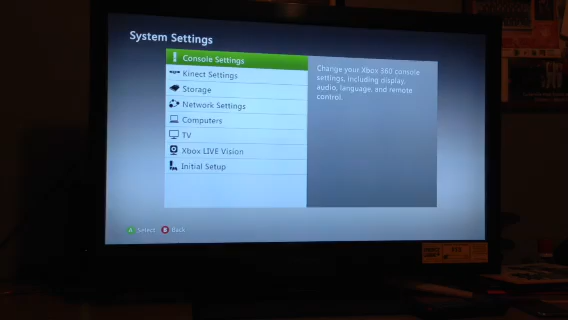 System Settings
Console Settings
Kinect Settings
Storage
Network Settings
Computers
TV
Xbox LIVE Vision
Initial Setup
Change your Xbox 360 console
settings, including display,
audio, language, and remote
control.
A Select B Back